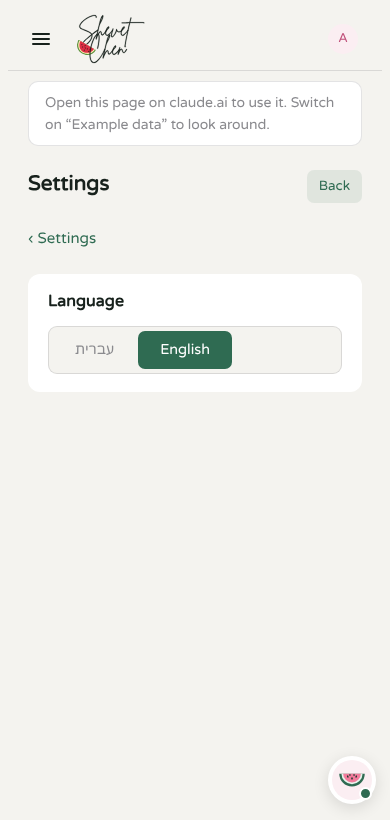 Shevet
Chen
A
Open this page on claude.ai to use it. Switch
on “Example data” to look around.
Settings
Back
‹ Settings
Language
עברית
English